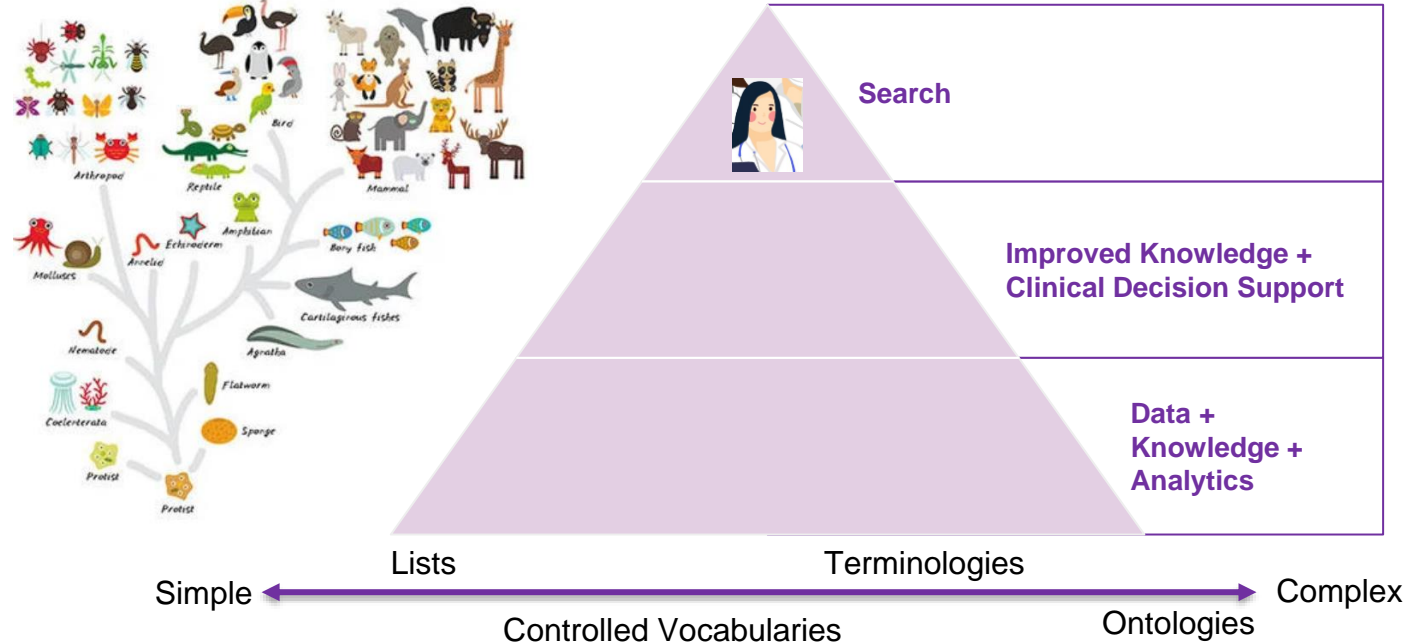 Bird
Arthropod
Reptile
Mammal
Amphibian
Echinoderm
Bony fish
Annelid
Molluscs
Cartilaginous fishes
Nematode
Agnatha
Flatworm
Coelenterata
Sponge
Protist
Protist
Search
Improved Knowledge +
Clinical Decision Support
Data +
Knowledge +
Analytics
Lists
Terminologies
Simple
Complex
Controlled Vocabularies
Ontologies